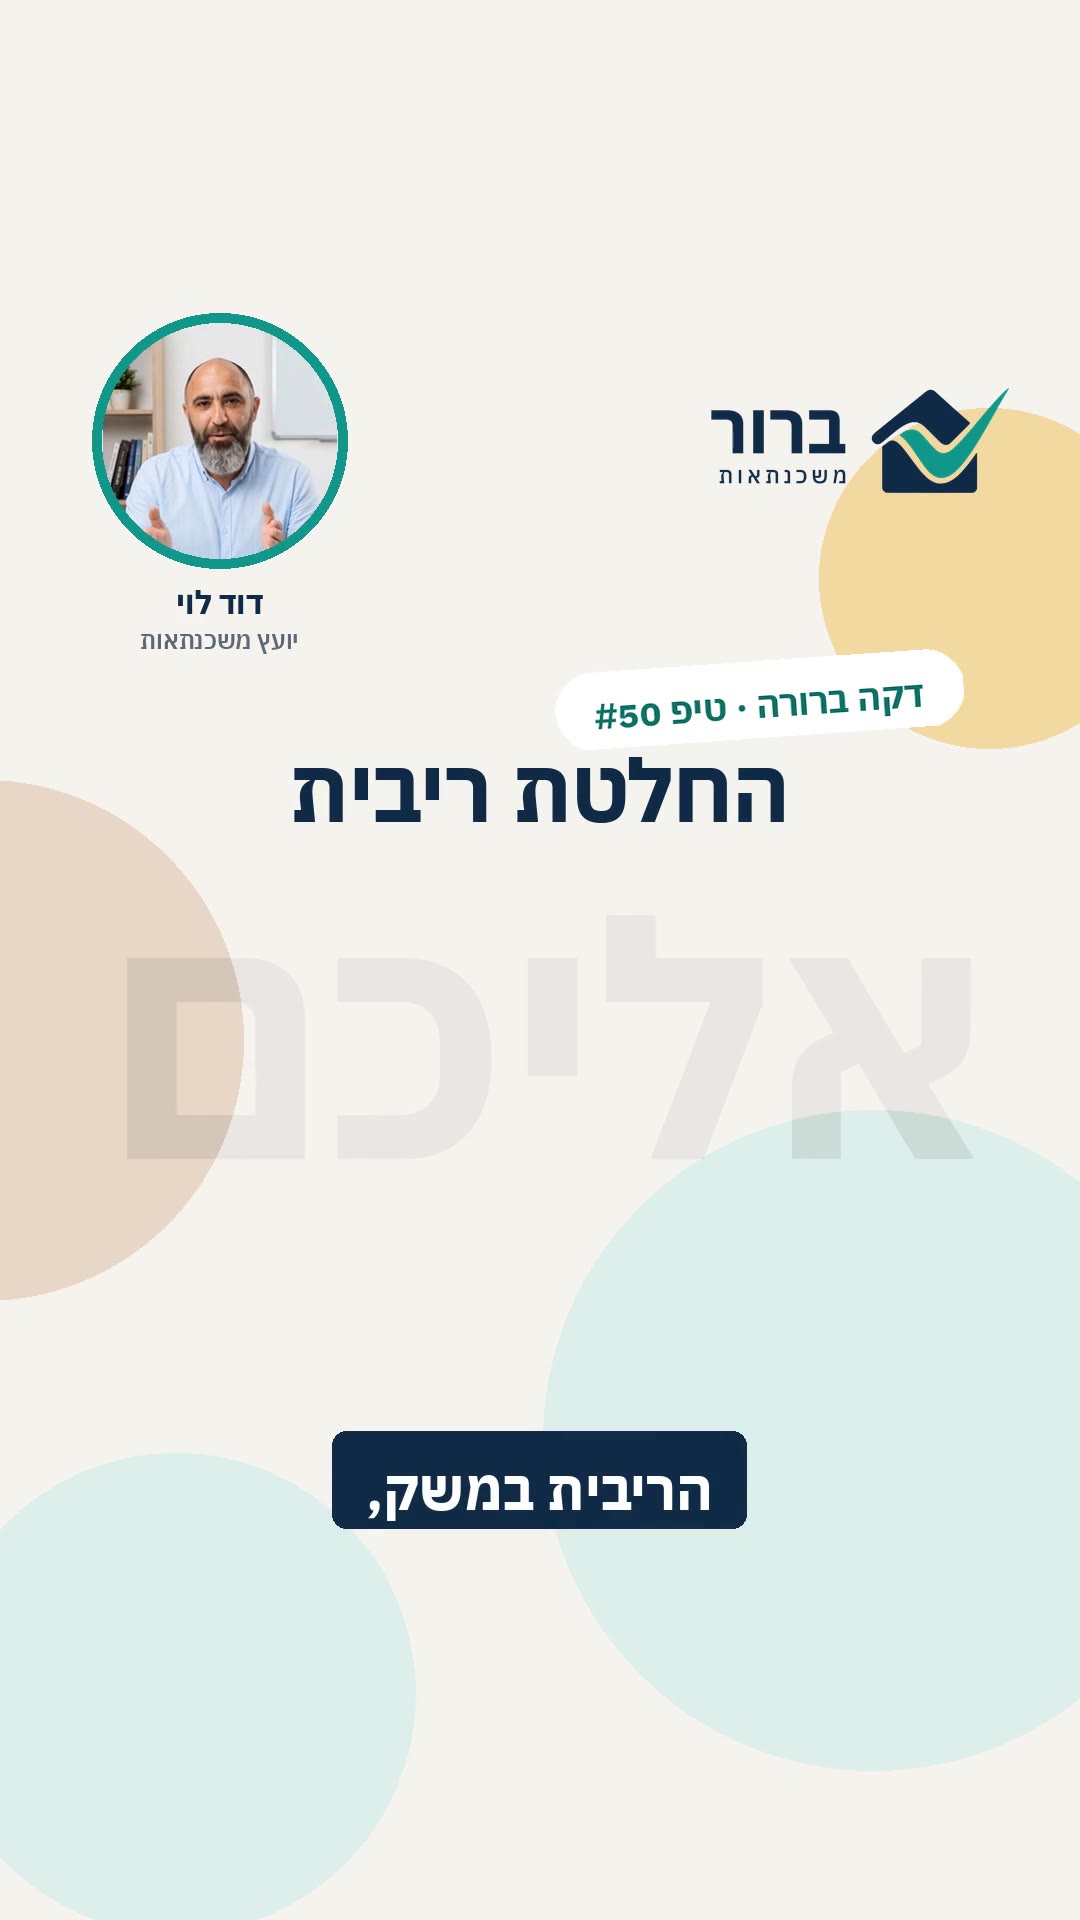 ברור
משכנתאות
דוד לוי
יועץ משכנתאות
דקה ברורה · טיפ #50
החלטת ריבית
אליכם
הריבית במשק,